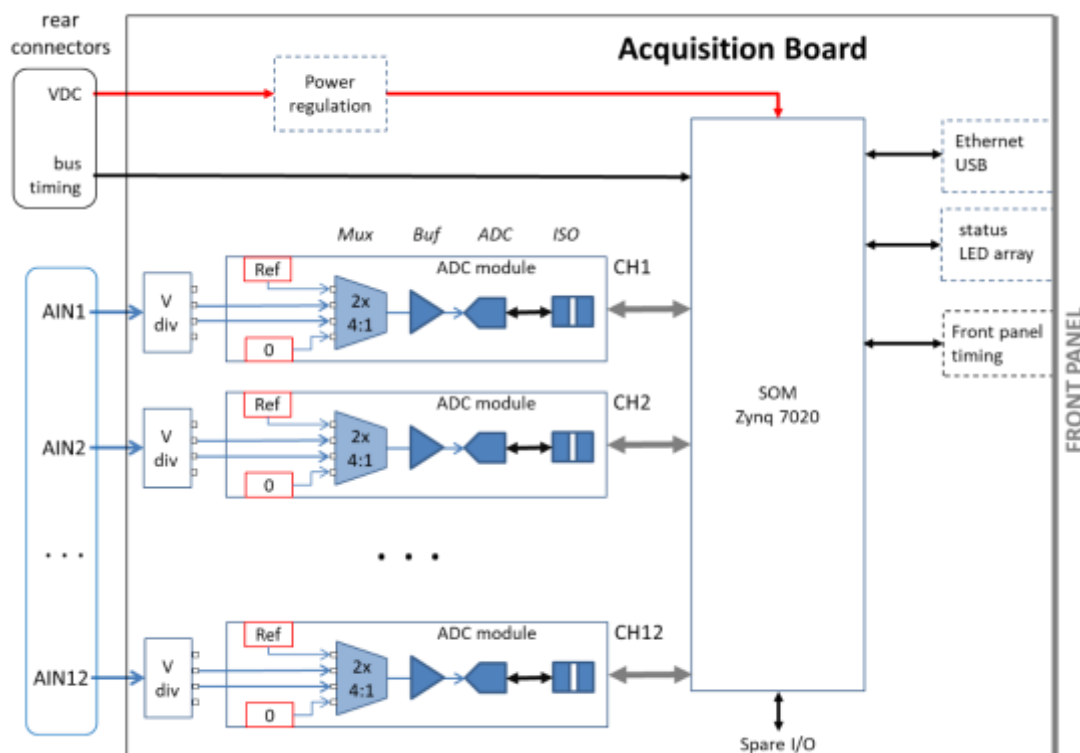 rear
connectors
Acquisition Board
VDC
Power
regulation
bus
timing
Ethernet
USB
status
LED array
Front panel
timing
FRONT PANEL
SOM
Zynq 7020
Mux Buf ADC ISO
Ref
ADC module
CH1
AIN1
V
div
2x
4:1
0
Ref
ADC module
CH2
AIN2
V
div
2x
4:1
0
. . .
. . .
Ref
ADC module
CH12
AIN12
V
div
2x
4:1
0
Spare I/O